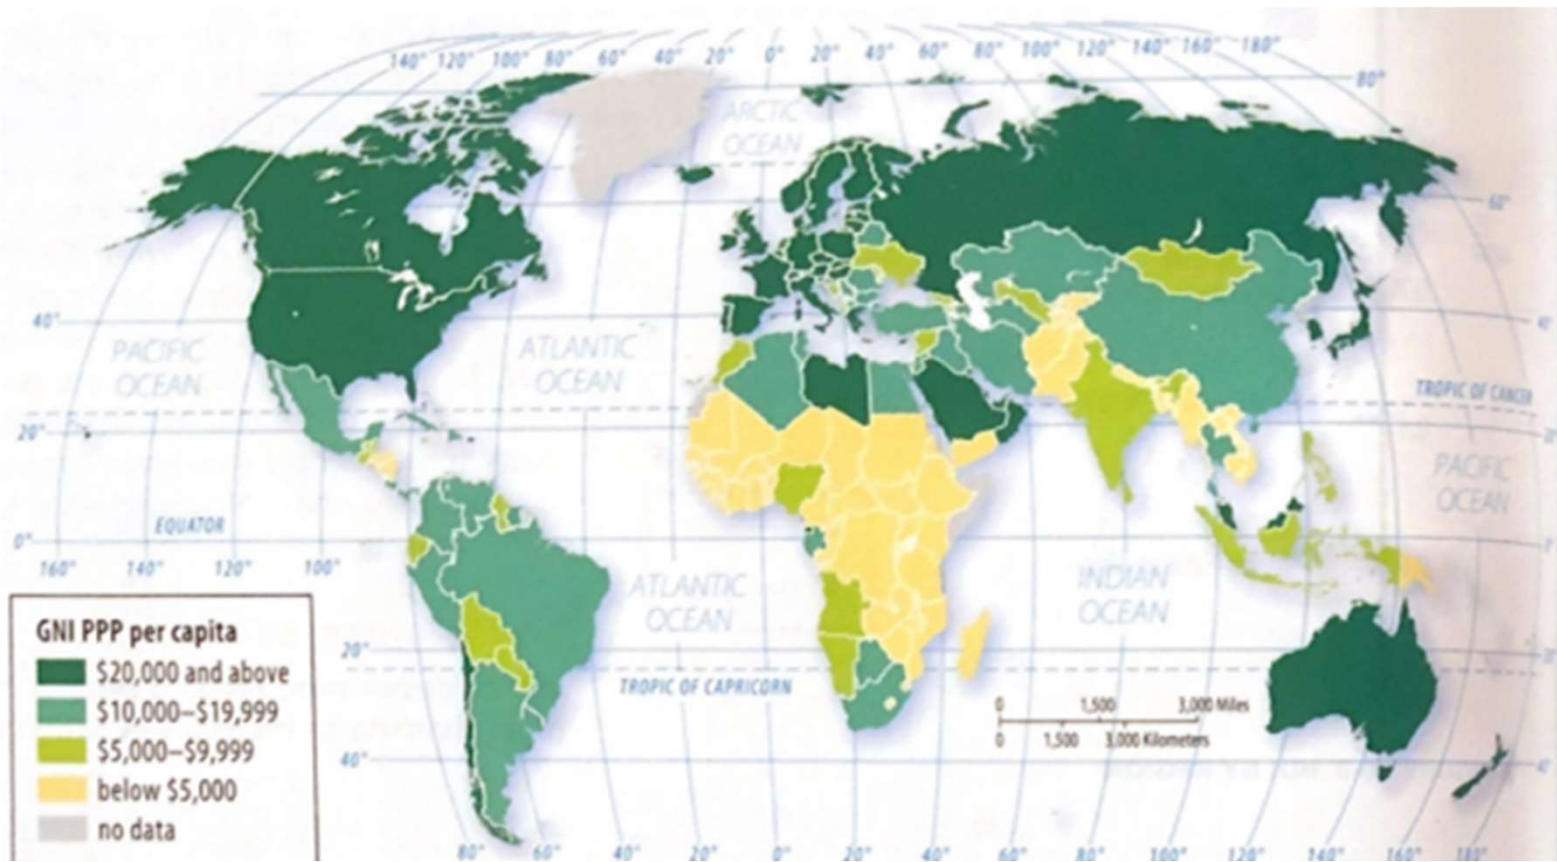 140° 120° 100° 80° 60° 40° 20° 0° 20° 40° 60° 80° 100° 120° 140° 160° 180°
80°
ARCTIC
OCEAN
60°
40°
PACIFIC
OCEAN
ATLANTIC
OCEAN
40°
TROPIC OF CANCER
20°
PACIFIC
OCEAN
EQUATOR
0°
160° 140° 120° 100°
ATLANTIC
OCEAN
INDIAN
OCEAN
20°
TROPIC OF CAPRICORN
0 1,500 3,000 Miles
0 1,500 3,000 Kilometers
40°
GNI PPP per capita
$20,000 and above
$10,000–$19,999
$5,000–$9,999
below $5,000
no data
80° 60° 40° 20° 0° 20° 40° 60° 80° 100° 120° 140° 160° 180°